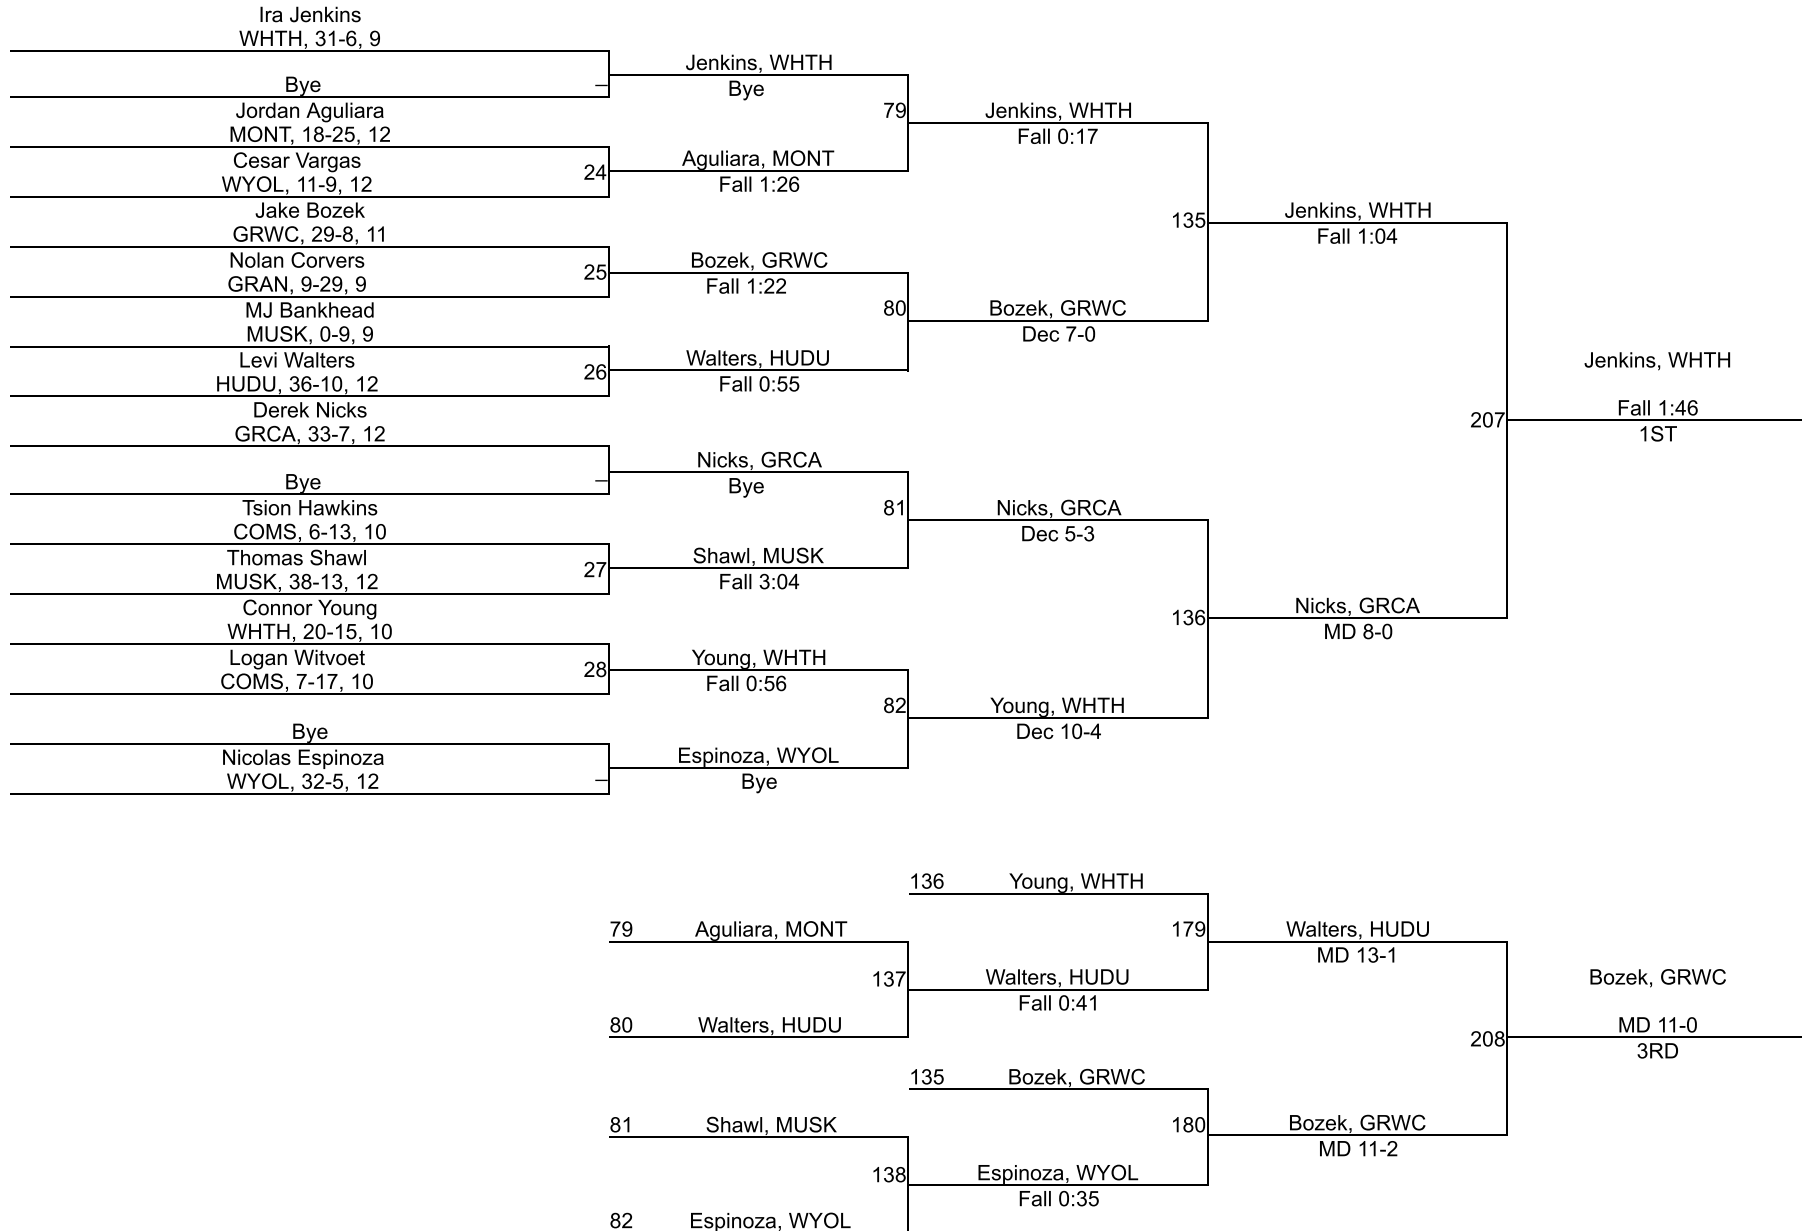 Ira Jenkins
WHTH, 31-6, 9
Bye
–
Jordan Aguliara
MONT, 18-25, 12
Cesar Vargas
WYOL, 11-9, 12
24
Jake Bozek
GRWC, 29-8, 11
Nolan Corvers
GRAN, 9-29, 9
25
MJ Bankhead
MUSK, 0-9, 9
Levi Walters
HUDU, 36-10, 12
26
Derek Nicks
GRCA, 33-7, 12
Bye
–
Tsion Hawkins
COMS, 6-13, 10
Thomas Shawl
MUSK, 38-13, 12
27
Connor Young
WHTH, 20-15, 10
Logan Witvoet
COMS, 7-17, 10
28
Bye
Nicolas Espinoza
WYOL, 32-5, 12
–
Jenkins, WHTH
Bye
79
Aguliara, MONT
Fall 1:26
Bozek, GRWC
Fall 1:22
80
Walters, HUDU
Fall 0:55
Nicks, GRCA
Bye
81
Shawl, MUSK
Fall 3:04
Young, WHTH
Fall 0:56
82
Espinoza, WYOL
Bye
Jenkins, WHTH
Fall 0:17
135
Bozek, GRWC
Dec 7-0
Nicks, GRCA
Dec 5-3
136
Young, WHTH
Dec 10-4
Jenkins, WHTH
Fall 1:04
207
Nicks, GRCA
MD 8-0
Jenkins, WHTH
Fall 1:46
1ST
136 Young, WHTH
79 Aguliara, MONT
179
137
Walters, HUDU
Fall 0:41
80 Walters, HUDU
Walters, HUDU
MD 13-1
135 Bozek, GRWC
81 Shawl, MUSK
180
138
Espinoza, WYOL
Fall 0:35
82 Espinoza, WYOL
Bozek, GRWC
MD 11-2
208
Bozek, GRWC
MD 11-0
3RD